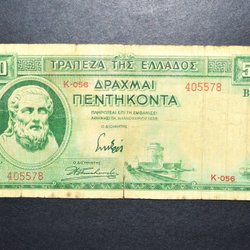 ΤΡΑΠΕΖΑ ΤΗΣ ΕΛΛΑΔΟΣ
Κ-056
ΔΡΑΧΜΑΙ
405578
ΠΕΝΤΗΚΟΝΤΑ
ΠΛΗΡΩΤΕΑΙ ΕΠΙ ΤΗ ΕΜΦΑΝΙΣΕΙ
Ο ΔΙΟΙΚΗΤΗΣ
405578
Κ-056